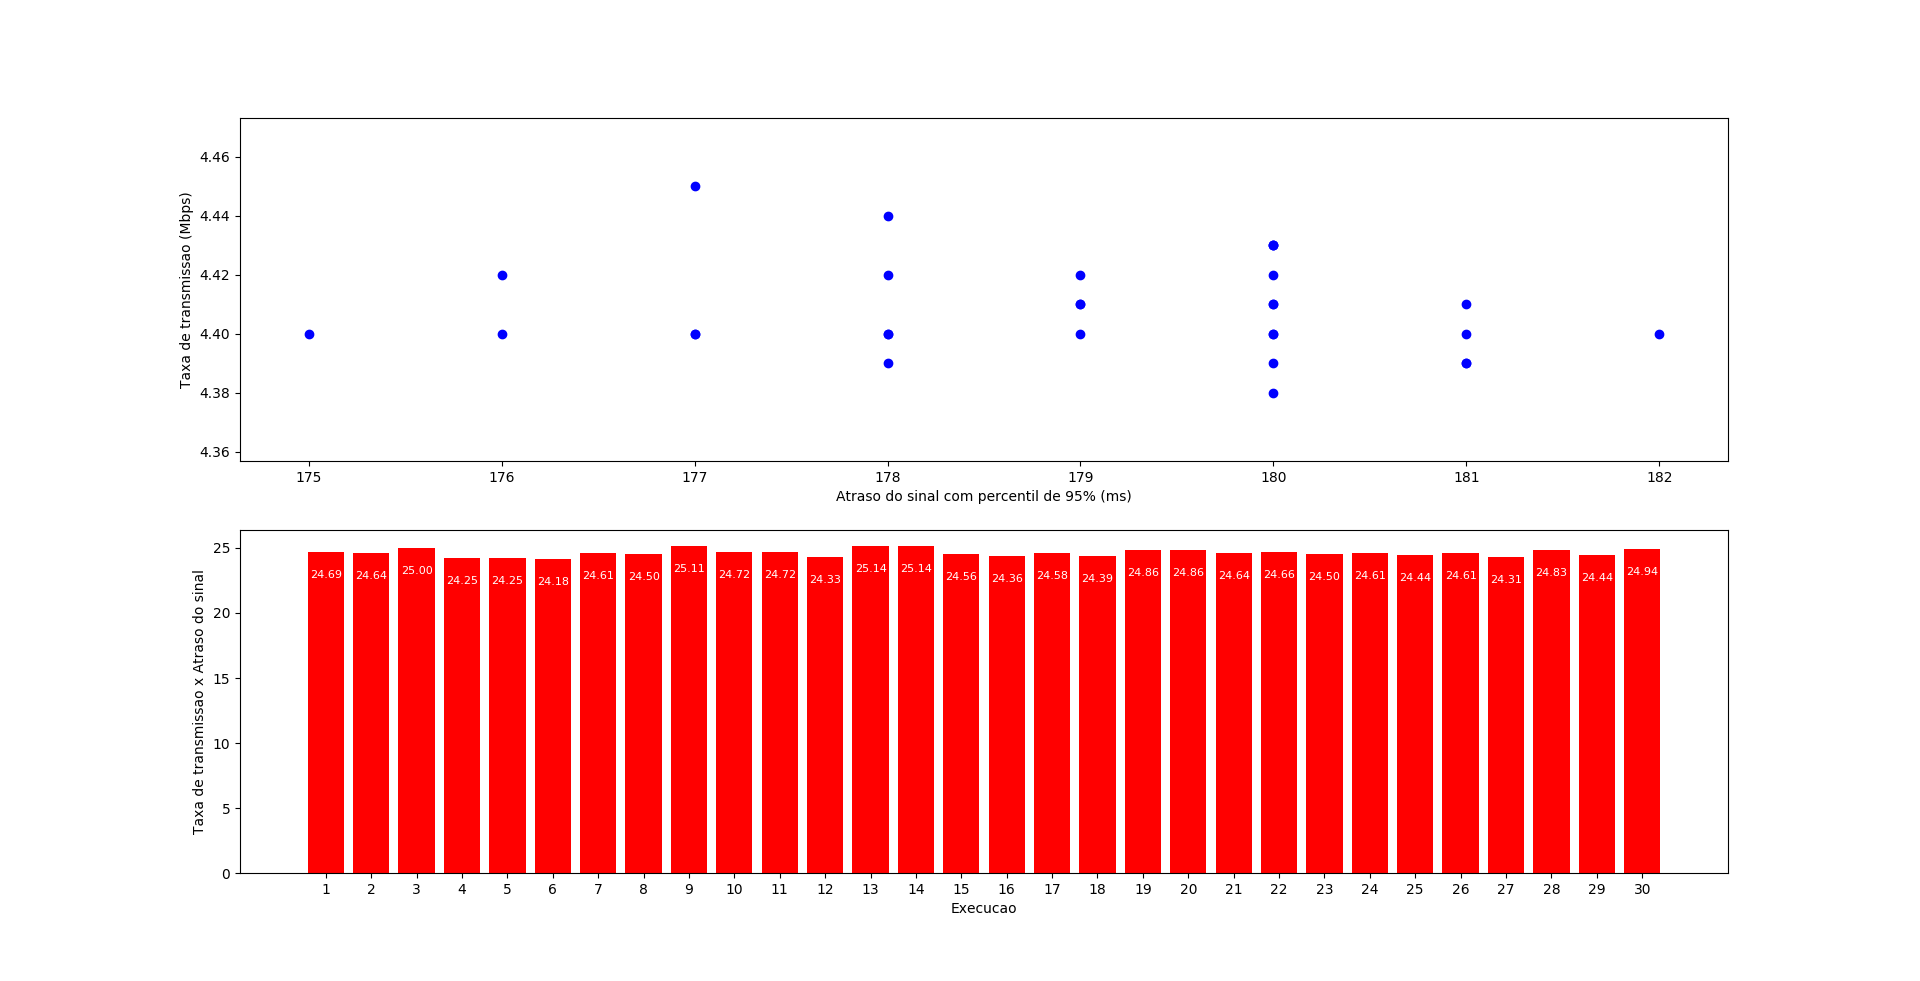 4.46
4.44
4.42
4.40
4.38
4.36
Taxa de transmissao (Mbps)
175 176 177 178 179 180 181 182
Atraso do sinal com percentil de 95% (ms)
25
20
15
10
5
0
Taxa de transmissao x Atraso do sinal
24.69 24.64 25.00 24.25 24.25 24.18 24.61 24.50 25.11 24.72 24.72 24.33 25.14 25.14 24.56 24.36 24.58 24.39 24.86 24.86 24.64 24.66 24.50 24.61 24.44 24.61 24.31 24.83 24.44 24.94
1 2 3 4 5 6 7 8 9 10 11 12 13 14 15 16 17 18 19 20 21 22 23 24 25 26 27 28 29 30
Execucao